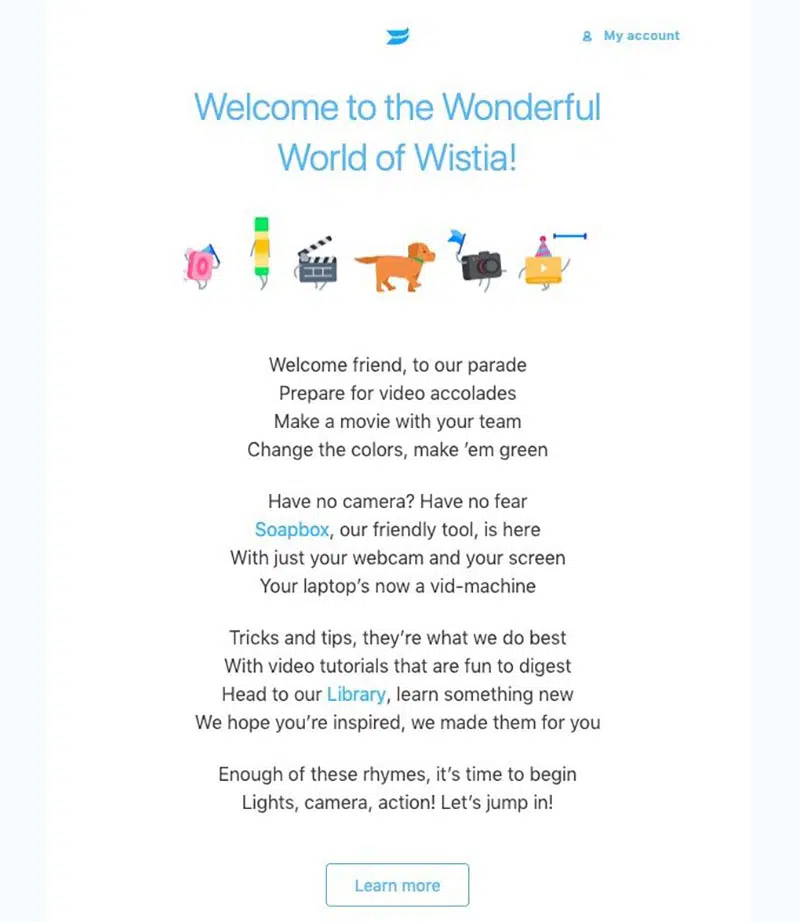 My account
Welcome to the Wonderful
World of Wistia!
Welcome friend, to our parade
Prepare for video accolades
Make a movie with your team
Change the colors, make ’em green
Have no camera? Have no fear
Soapbox, our friendly tool, is here
With just your webcam and your screen
Your laptop’s now a vid-machine
Tricks and tips, they’re what we do best
With video tutorials that are fun to digest
Head to our Library, learn something new
We hope you’re inspired, we made them for you
Enough of these rhymes, it’s time to begin
Lights, camera, action! Let’s jump in!
Learn more